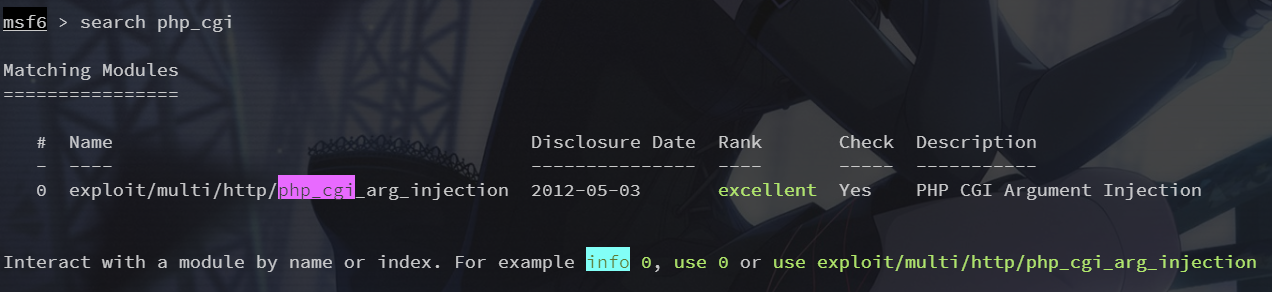 msf6 > search php_cgi
Matching Modules
================
# Name Disclosure Date Rank Check Description
- ---- --------------- ---- ----- -----------
0 exploit/multi/http/php_cgi_arg_injection 2012-05-03 excellent Yes PHP CGI Argument Injection
Interact with a module by name or index. For example info 0, use 0 or use exploit/multi/http/php_cgi_arg_injection